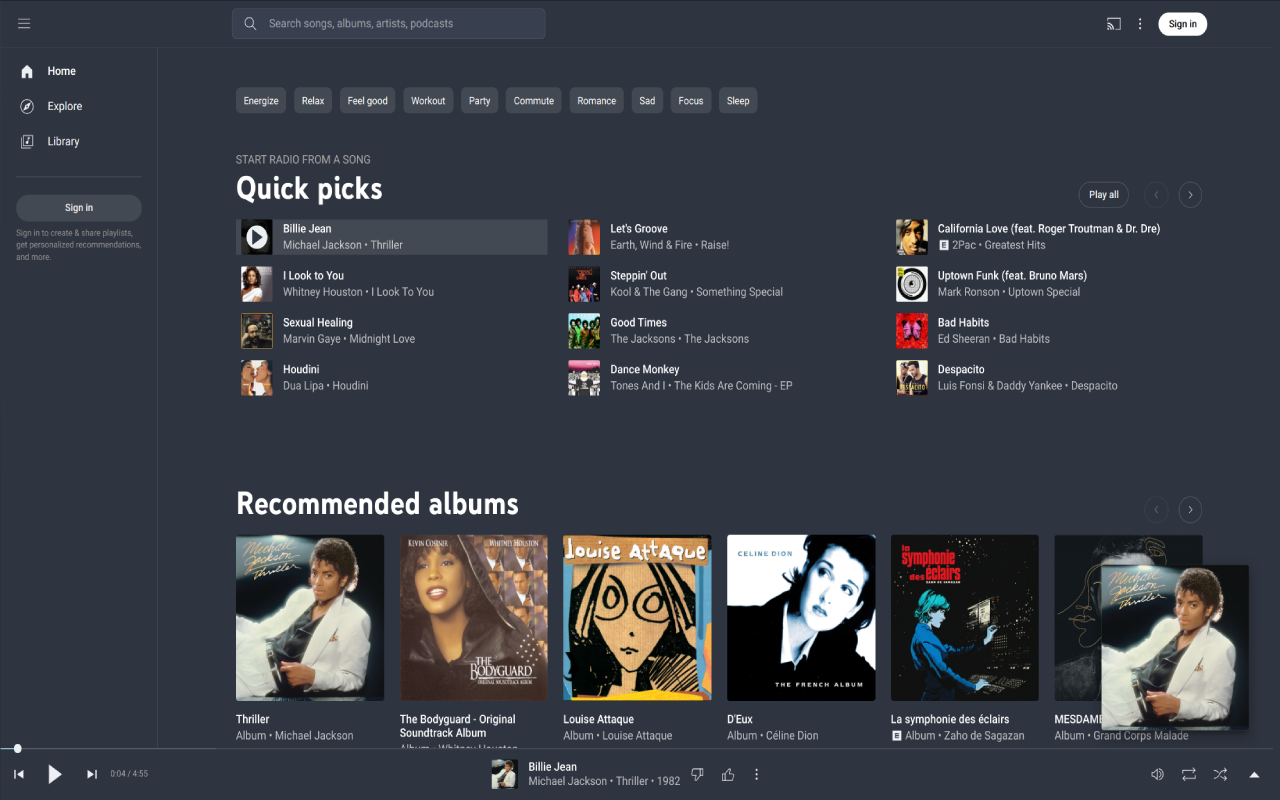 Search songs, albums, artists, podcasts
Sign in
Home
Explore
Library
Sign in
Sign in to create & share playlists,
get personalized recommendations,
and more.
Energize
Relax
Feel good
Workout
Party
Commute
Romance
Sad
Focus
Sleep
START RADIO FROM A SONG
Quick picks
Play all
Billie Jean
Michael Jackson • Thriller
I Look to You
Whitney Houston • I Look To You
Sexual Healing
Marvin Gaye • Midnight Love
Houdini
Dua Lipa • Houdini
Let's Groove
Earth, Wind & Fire • Raise!
Steppin' Out
Kool & The Gang • Something Special
Good Times
The Jacksons • The Jacksons
Dance Monkey
Tones And I • The Kids Are Coming - EP
California Love (feat. Roger Troutman & Dr. Dre)
E 2Pac • Greatest Hits
Uptown Funk (feat. Bruno Mars)
Mark Ronson • Uptown Special
Bad Habits
Ed Sheeran • Bad Habits
Despacito
Luis Fonsi & Daddy Yankee • Despacito
Recommended albums
Michael
Jackson
Thriller
KEVIN COSTNER WHITNEY HOUSTON
THE
BODYGUARD
ORIGINAL SOUNDTRACK ALBUM
Louise Attaque
CELINE DION
THE FRENCH ALBUM
la
symphonie
des éclairs
ZAHO DE SAGAZAN
Michael
Jackson
Thriller
Thriller
Album • Michael Jackson
The Bodyguard - Original
Soundtrack Album
Album • Whitney Houston
Louise Attaque
Album • Louise Attaque
D'Eux
Album • Céline Dion
La symphonie des éclairs
E Album • Zaho de Sagazan
MESDAME
Album • Grand Corps Malade
0:04 / 4:55
Billie Jean
Michael Jackson • Thriller • 1982